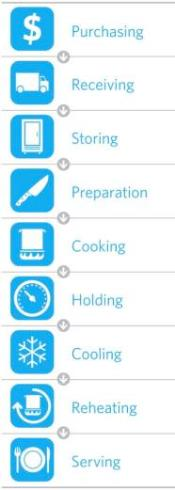 $
Purchasing
Receiving
Storing
Preparation
Cooking
Holding
Cooling
Reheating
Serving